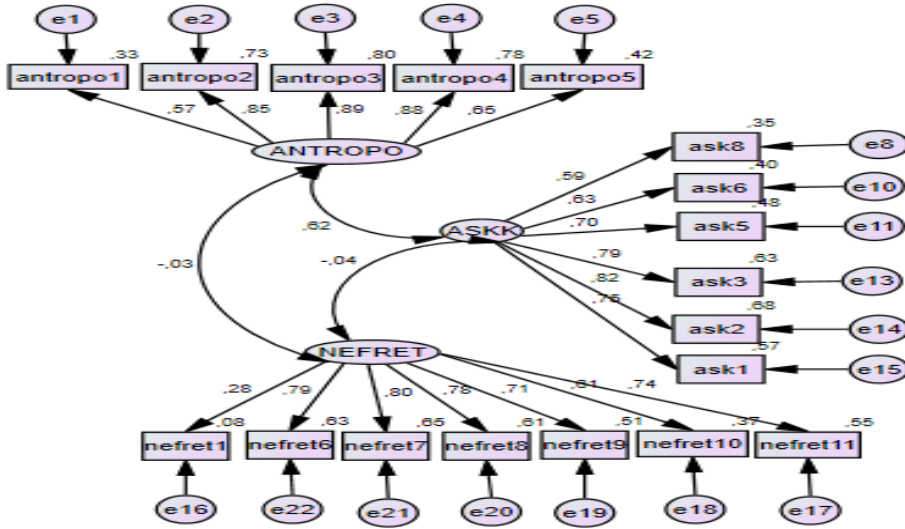 e1 e2 e3 e4 e5
,33 ,73 ,80 ,78 ,42
antropo1 antropo2 antropo3 antropo4 antropo5
,57 ,85 ,89 ,88 ,65
ANTROPO
,35
ask8 e8
,59
,40
ask6 e10
,63
,48
ask5 e11
,70
,62
ASKK
-,03
-,04
,79
,63
ask3 e13
,82
,68
ask2 e14
,75
,57
ask1 e15
NEFRET
,28 ,79 ,80 ,78 ,71 ,61 ,74
,08 ,63 ,65 ,61 ,51 ,37 ,55
nefret1 nefret6 nefret7 nefret8 nefret9 nefret10 nefret11
e16 e22 e21 e20 e19 e18 e17